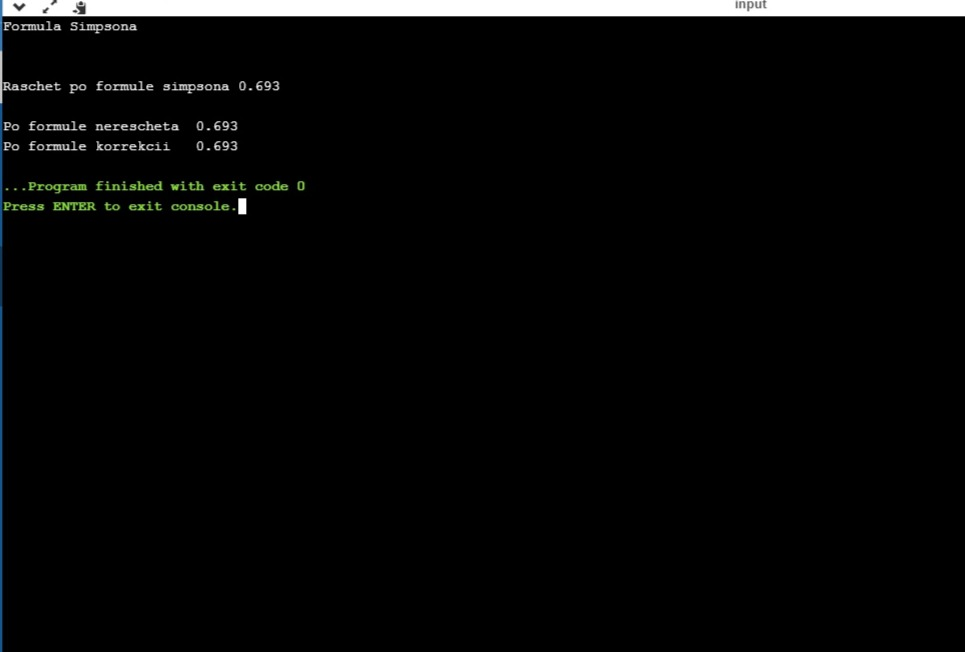 input
Formula Simpsona
Raschet po formule simpsona 0.693
Po formule nerescheta 0.693
Po formule korrekcii 0.693
...Program finished with exit code 0
Press ENTER to exit console.